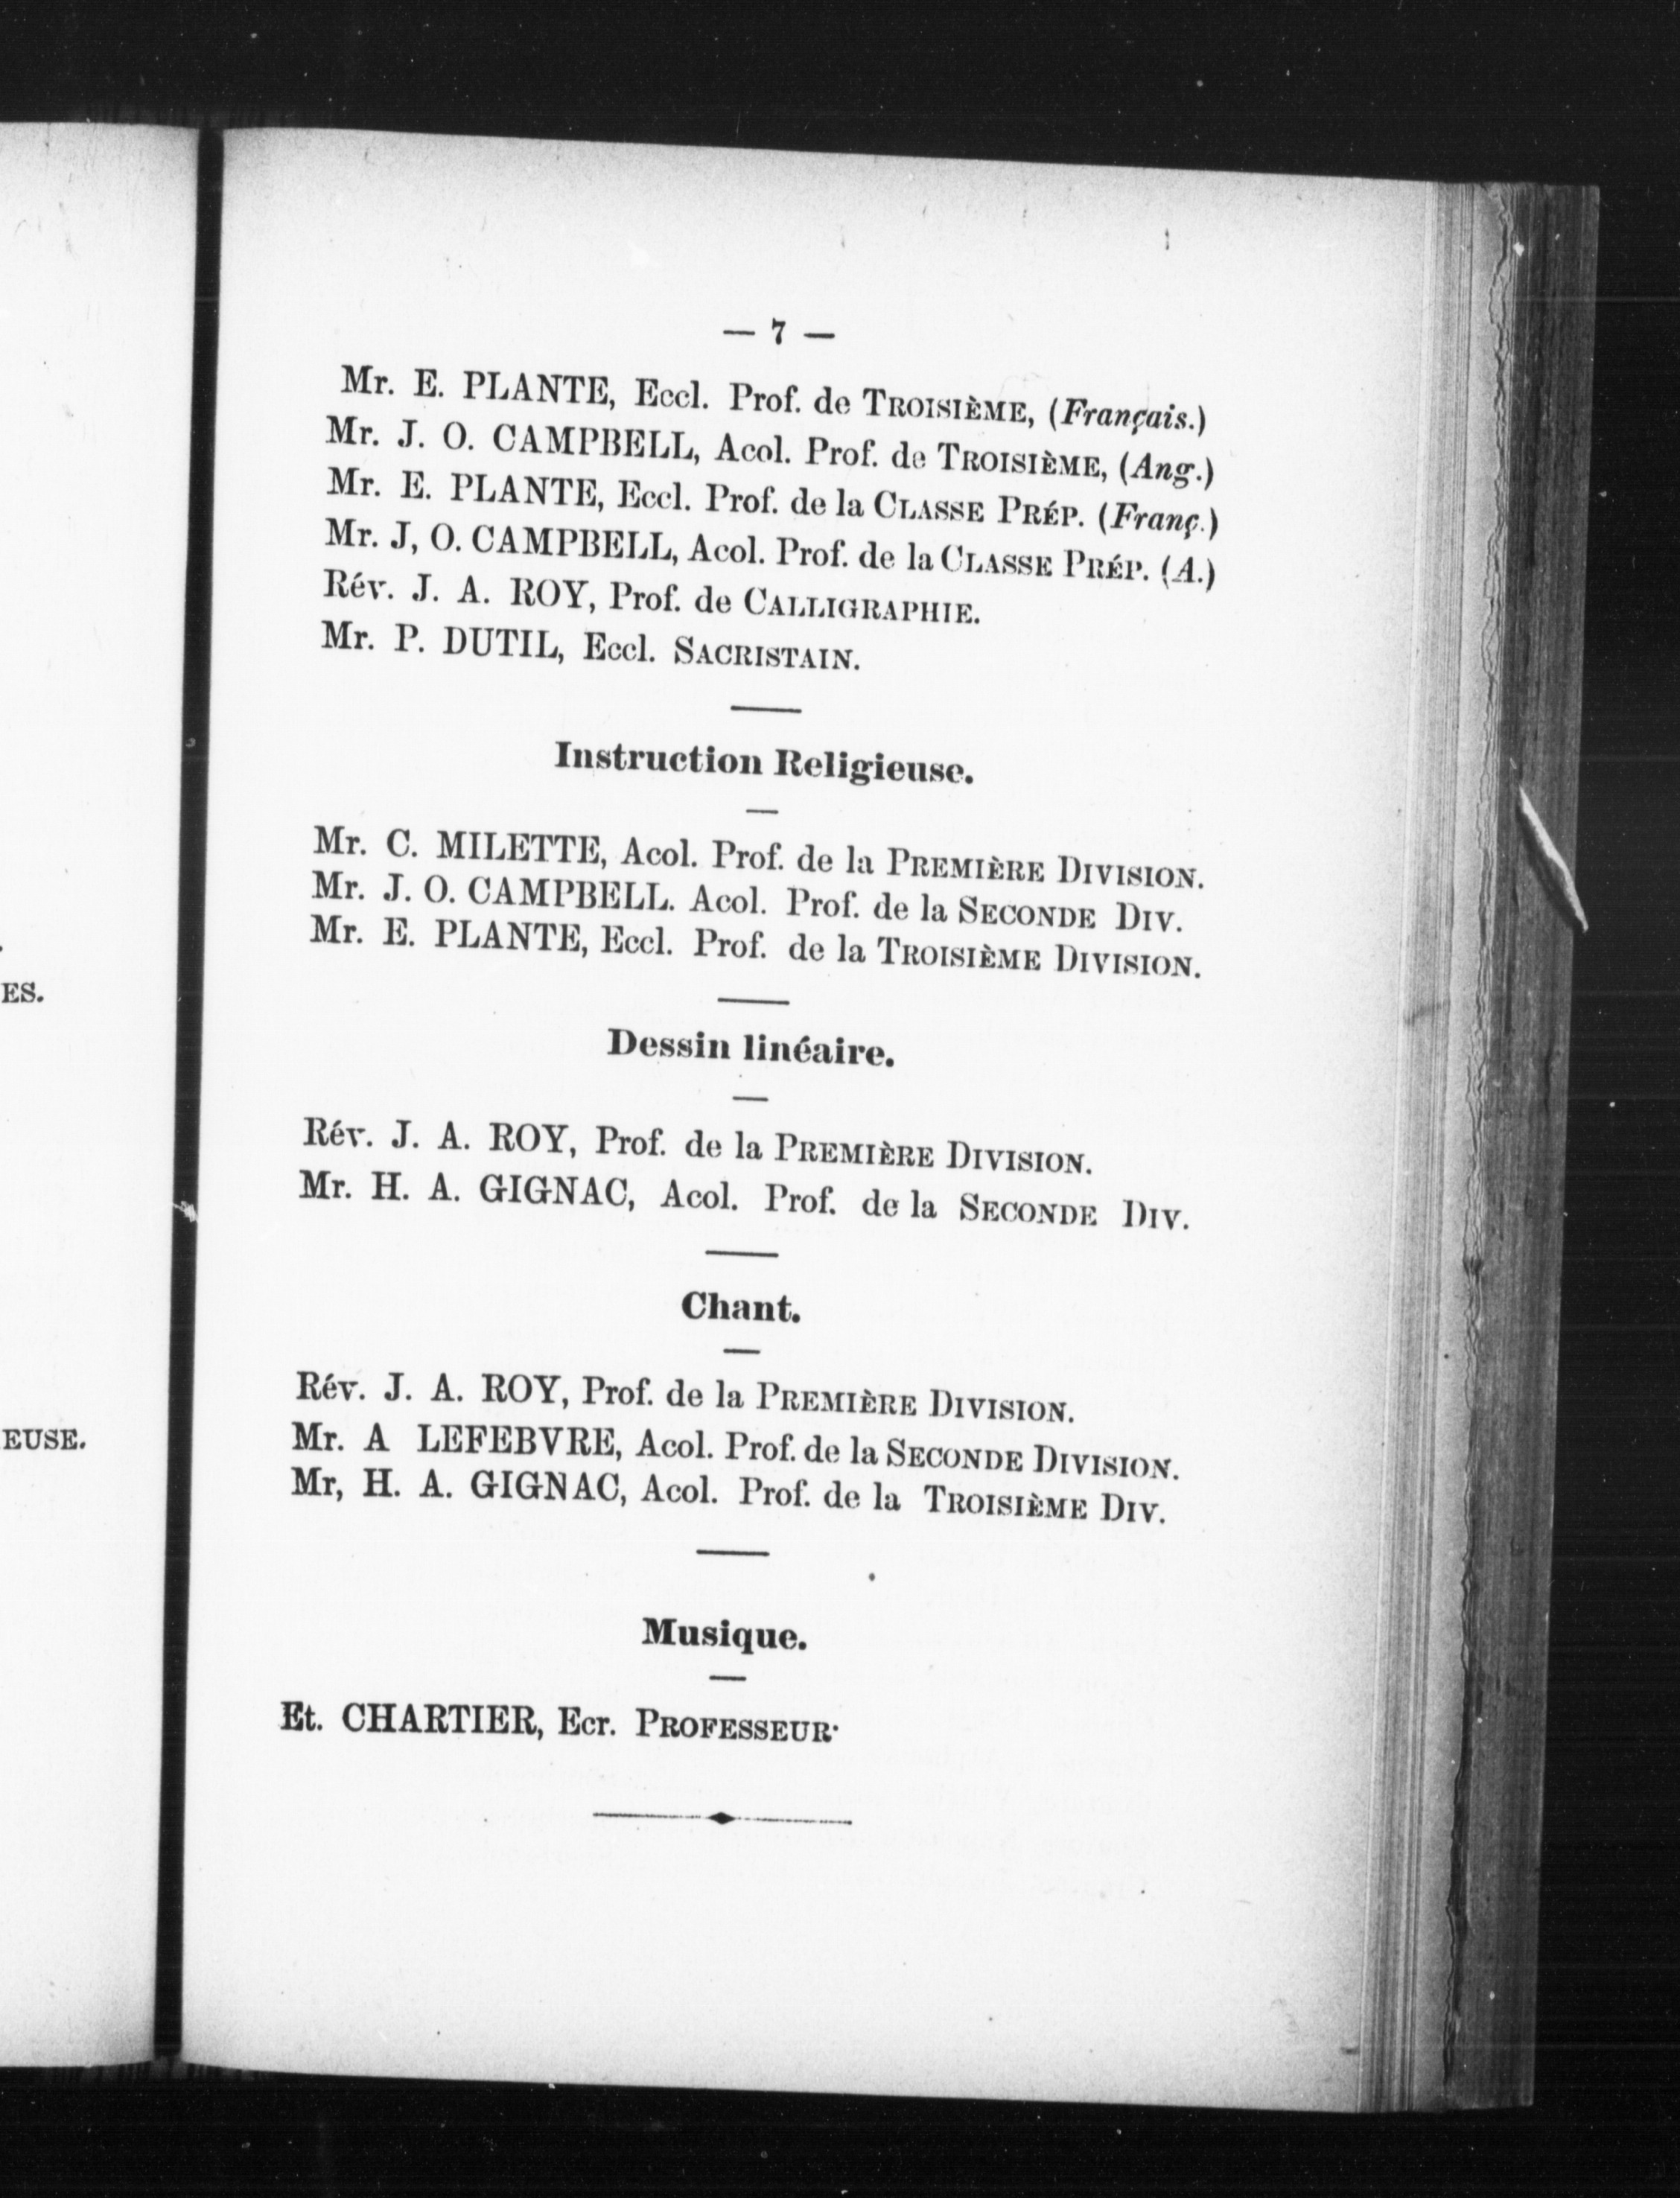 ES.
EUSE.
— 7 —
Mr. E. PLANTE, Eccl. Prof. de TROISIÈME, (Français.)
Mr. J. O. CAMPBELL, Acol. Prof. de TROISIÈME, (Ang.)
Mr. E. PLANTE, Eccl. Prof. de la CLASSE PRÉP. (Franç.)
Mr. J, O. CAMPBELL, Acol. Prof. de la CLASSE PRÉP. (A.)
Rév. J. A. ROY, Prof. de CALLIGRAPHIE.
Mr. P. DUTIL, Eccl. SACRISTAIN.
Instruction Religieuse.
Mr. C. MILETTE, Acol. Prof. de la PREMIÈRE DIVISION.
Mr. J. O. CAMPBELL. Acol. Prof. de la SECONDE DIV.
Mr. E. PLANTE, Eccl. Prof. de la TROISIÈME DIVISION.
Dessin linéaire.
Rév. J. A. ROY, Prof. de la PREMIÈRE DIVISION.
Mr. H. A. GIGNAC, Acol. Prof. de la SECONDE DIV.
Chant.
Rév. J. A. ROY, Prof. de la PREMIÈRE DIVISION.
Mr. A LEFEBVRE, Acol. Prof. de la SECONDE DIVISION.
Mr, H. A. GIGNAC, Acol. Prof. de la TROISIÈME DIV.
Musique.
Et. CHARTIER, Ecr. PROFESSEUR·